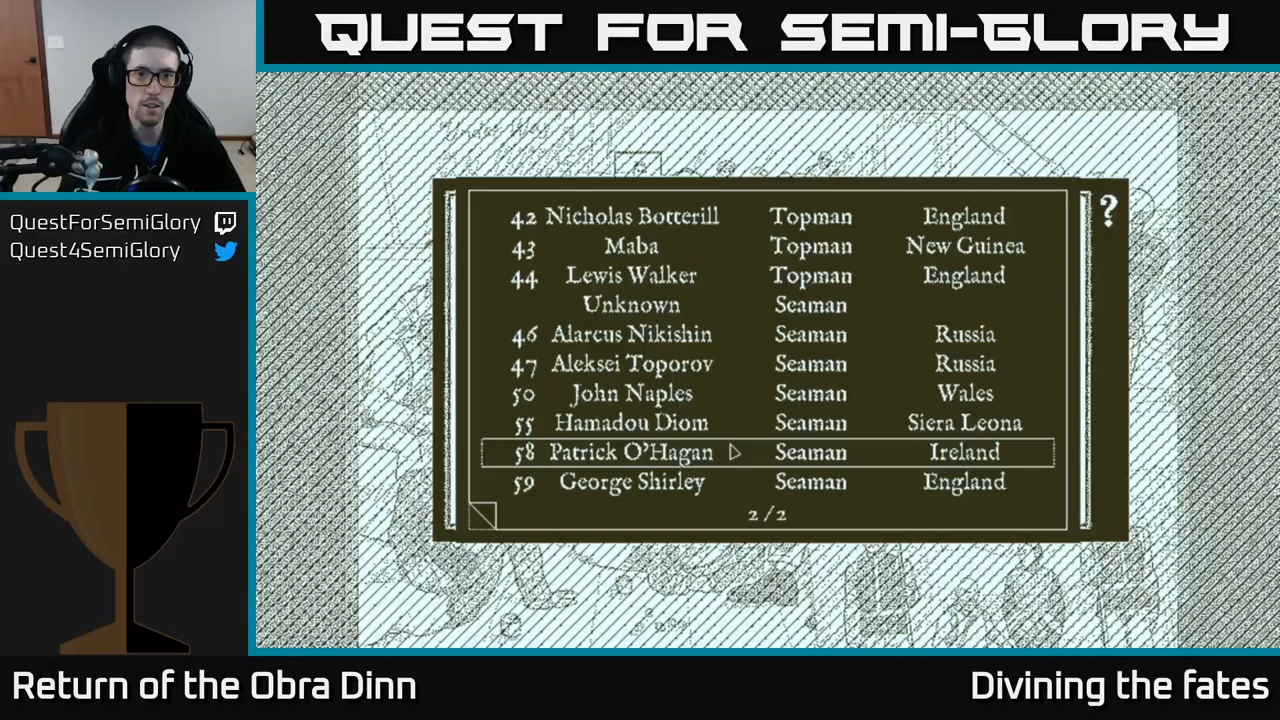 QUEST FOR SEMI-GLORY
QuestForSemiGlory
Quest4SemiGlory
42 Nicholas Botterill Topman England
43 Maba Topman New Guinea
44 Lewis Walker Topman England
Unknown Seaman
46 Alarcus Nikishin Seaman Russia
47 Aleksei Toporov Seaman Russia
50 John Naples Seaman Wales
55 Hamadou Diom Seaman Siera Leona
58 Patrick O'Hagan Seaman Ireland
59 George Shirley Seaman England
2/2
?
Return of the Obra Dinn
Divining the fates